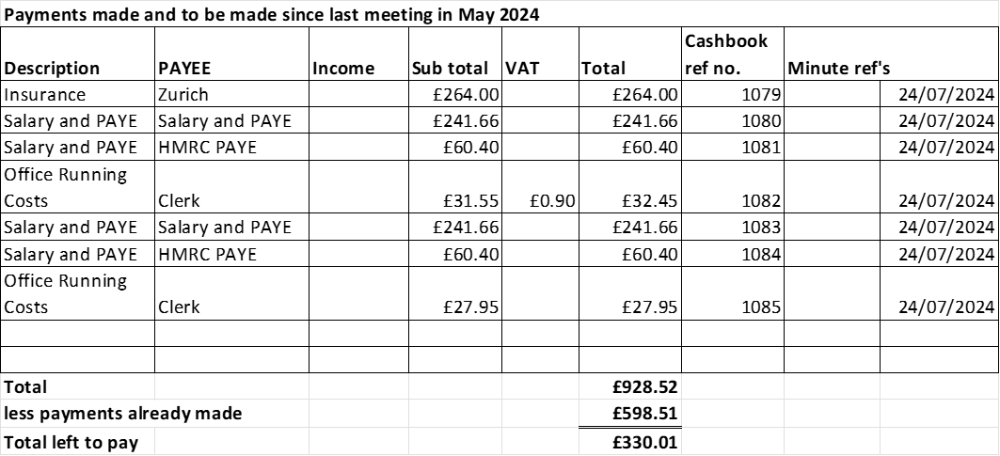 Payments made and to be made since last meeting in May 2024
Cashbook
Description PAYEE Income Sub total VAT Total ref no. Minute ref's
Insurance Zurich £264.00 £264.00 1079 24/07/2024
Salary and PAYE Salary and PAYE £241.66 £241.66 1080 24/07/2024
Salary and PAYE HMRC PAYE £60.40 £60.40 1081 24/07/2024
Office Running
Costs Clerk £31.55 £0.90 £32.45 1082 24/07/2024
Salary and PAYE Salary and PAYE £241.66 £241.66 1083 24/07/2024
Salary and PAYE HMRC PAYE £60.40 £60.40 1084 24/07/2024
Office Running
Costs Clerk £27.95 £27.95 1085 24/07/2024
Total £928.52
less payments already made £598.51
Total left to pay £330.01